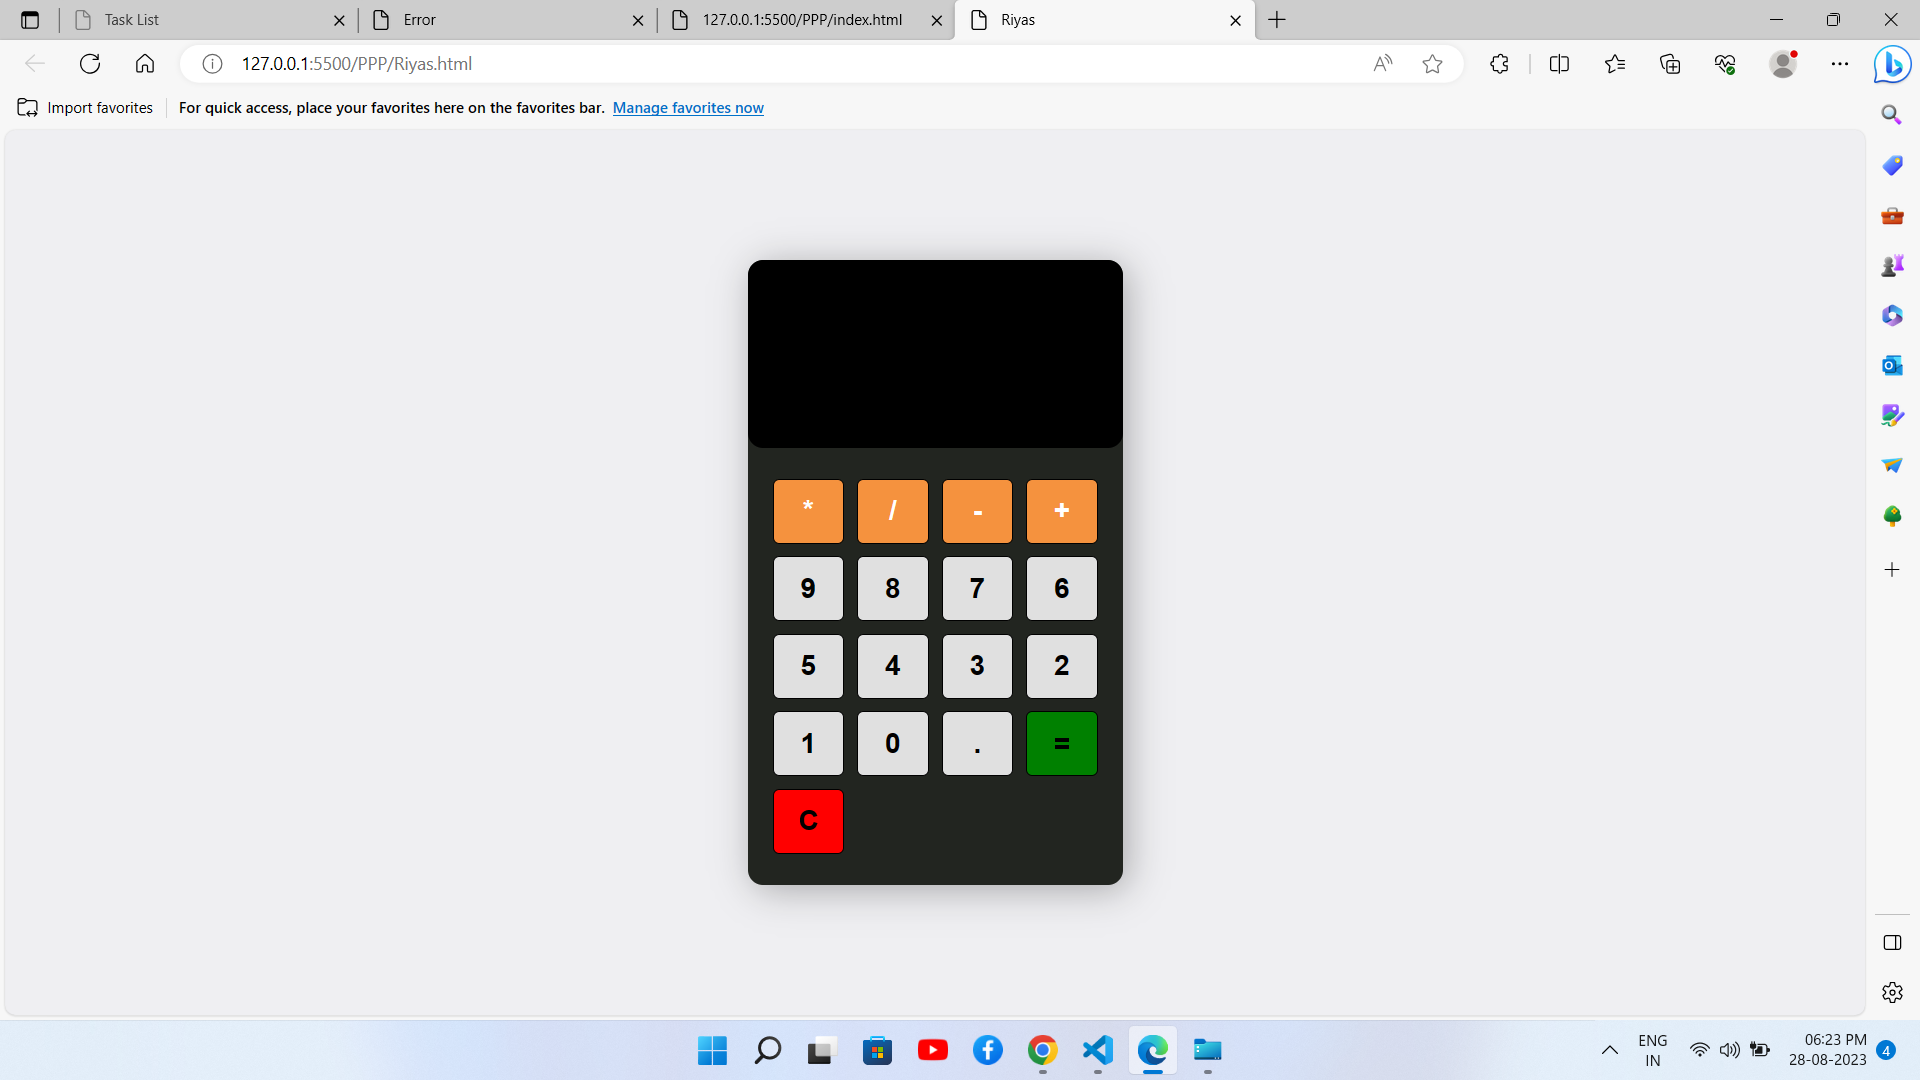 Task List
Error
127.0.0.1:5500/PPP/index.html
Riyas
127.0.0.1:5500/PPP/Riyas.html
Import favorites
For quick access, place your favorites here on the favorites bar. Manage favorites now
* / - +
9 8 7 6
5 4 3 2
1 0 . =
C
ENG
IN
06:23 PM
28-08-2023
4